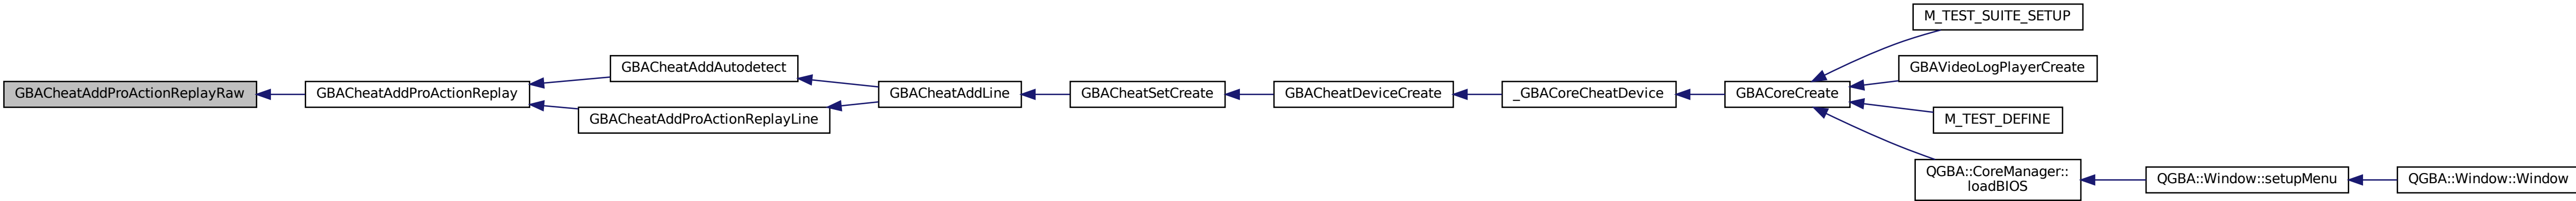 GBACheatAddProActionReplayRaw
GBACheatAddProActionReplay
GBACheatAddAutodetect
GBACheatAddProActionReplayLine
GBACheatAddLine
GBACheatSetCreate
GBACheatDeviceCreate
_GBACoreCheatDevice
GBACoreCreate
M_TEST_SUITE_SETUP
GBAVideoLogPlayerCreate
M_TEST_DEFINE
QGBA::CoreManager::
loadBIOS
QGBA::Window::setupMenu
QGBA::Window::Window